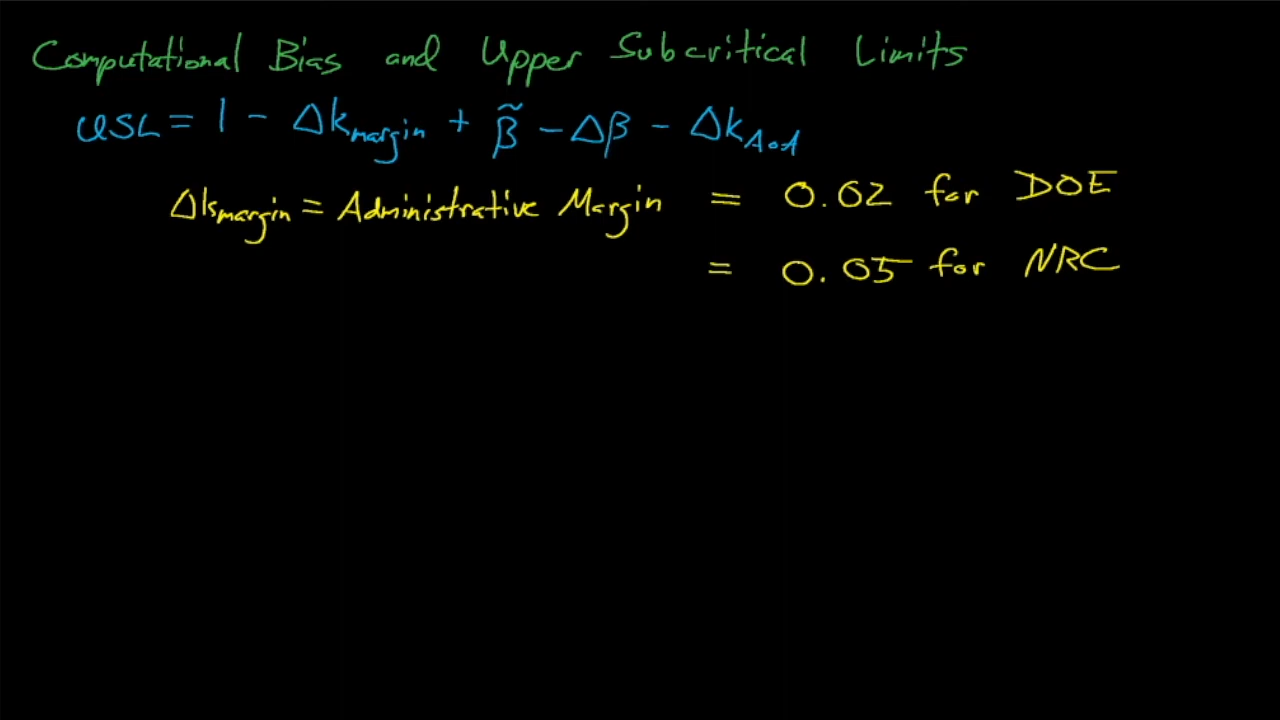 Computational Bias and Upper Subcritical Limits
USL = 1 - Δk_margin + β̃ - Δβ - Δk_AoA
Δk_margin = Administrative Margin = 0.02 for DOE
= 0.05 for NRC